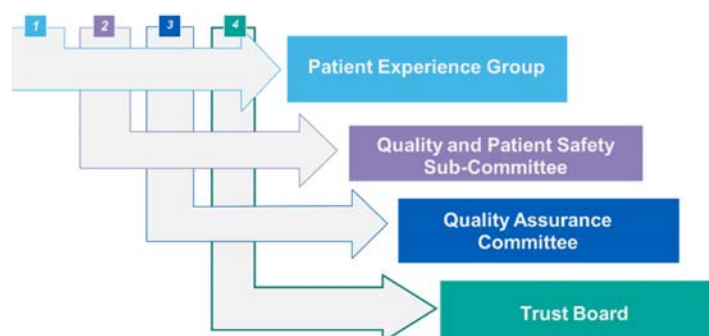 1 2 3 4
Patient Experience Group
Quality and Patient Safety
Sub-Committee
Quality Assurance
Committee
Trust Board